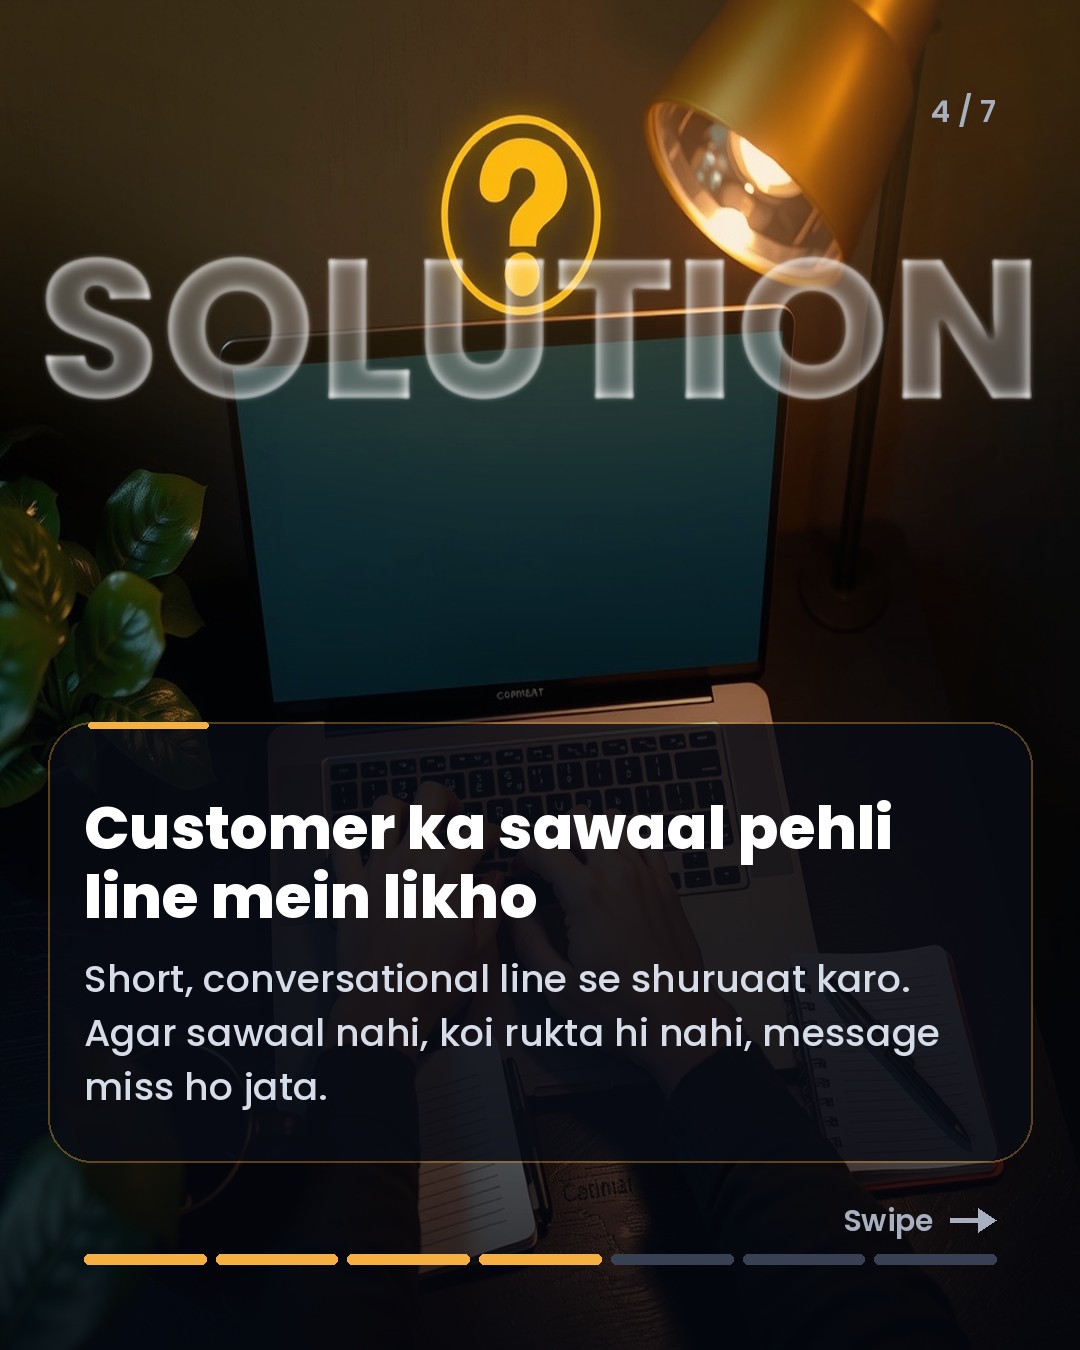 4 / 7
?
SOLUTION
COPMBAT
Customer ka sawaal pehli
line mein likho
Short, conversational line se shuruaat karo.
Agar sawaal nahi, koi rukta hi nahi, message
miss ho jata.
Swipe